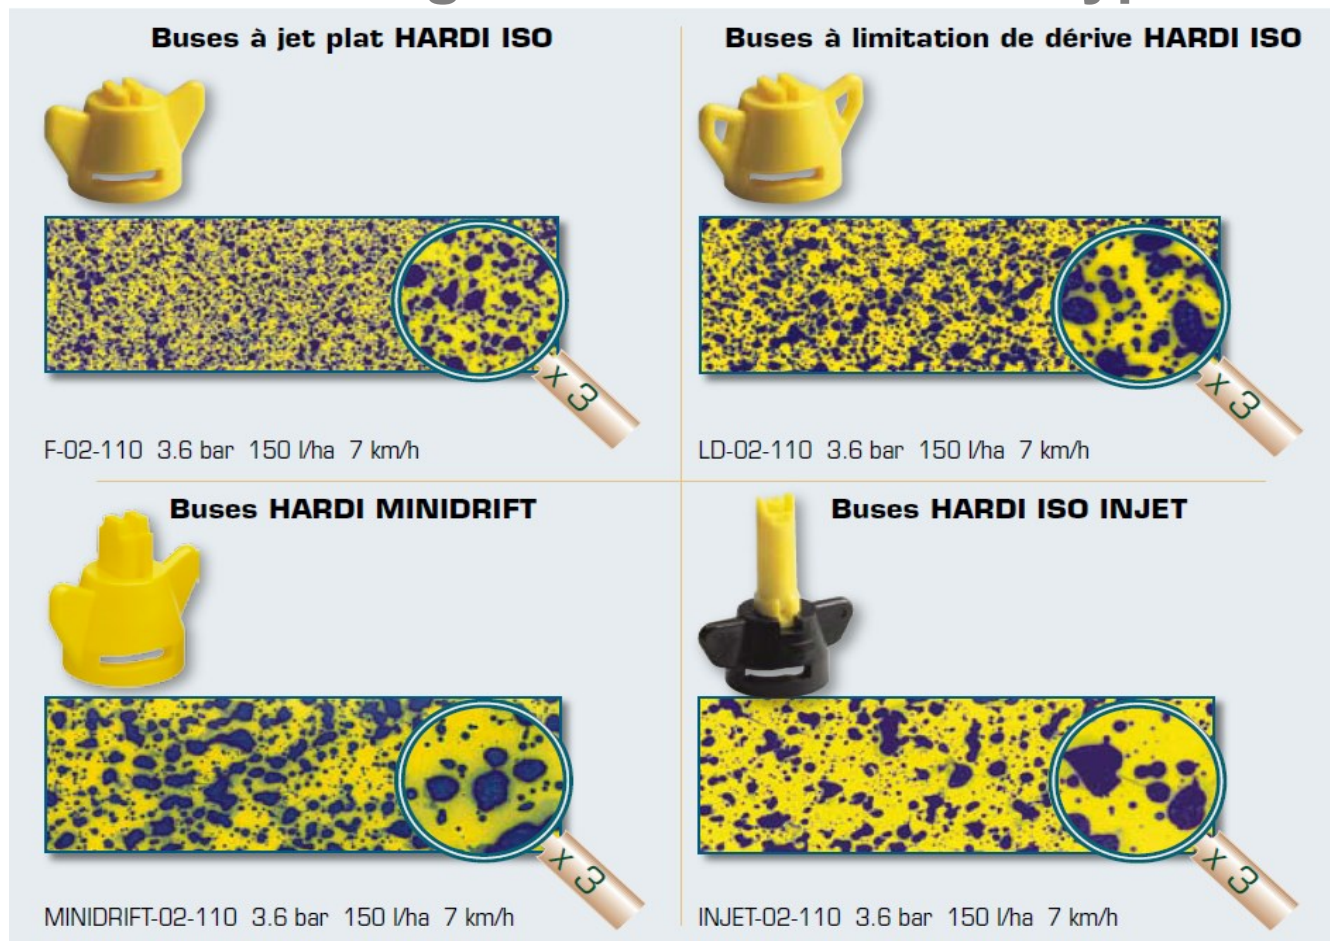 Buses à jet plat HARDI ISO
Buses à limitation de dérive HARDI ISO
x 3
x 3
F-02-110 3.6 bar 150 l/ha 7 km/h
LD-02-110 3.6 bar 150 l/ha 7 km/h
Buses HARDI MINIDRIFT
Buses HARDI ISO INJET
x 3
x 3
MINIDRIFT-02-110 3.6 bar 150 l/ha 7 km/h
INJET-02-110 3.6 bar 150 l/ha 7 km/h